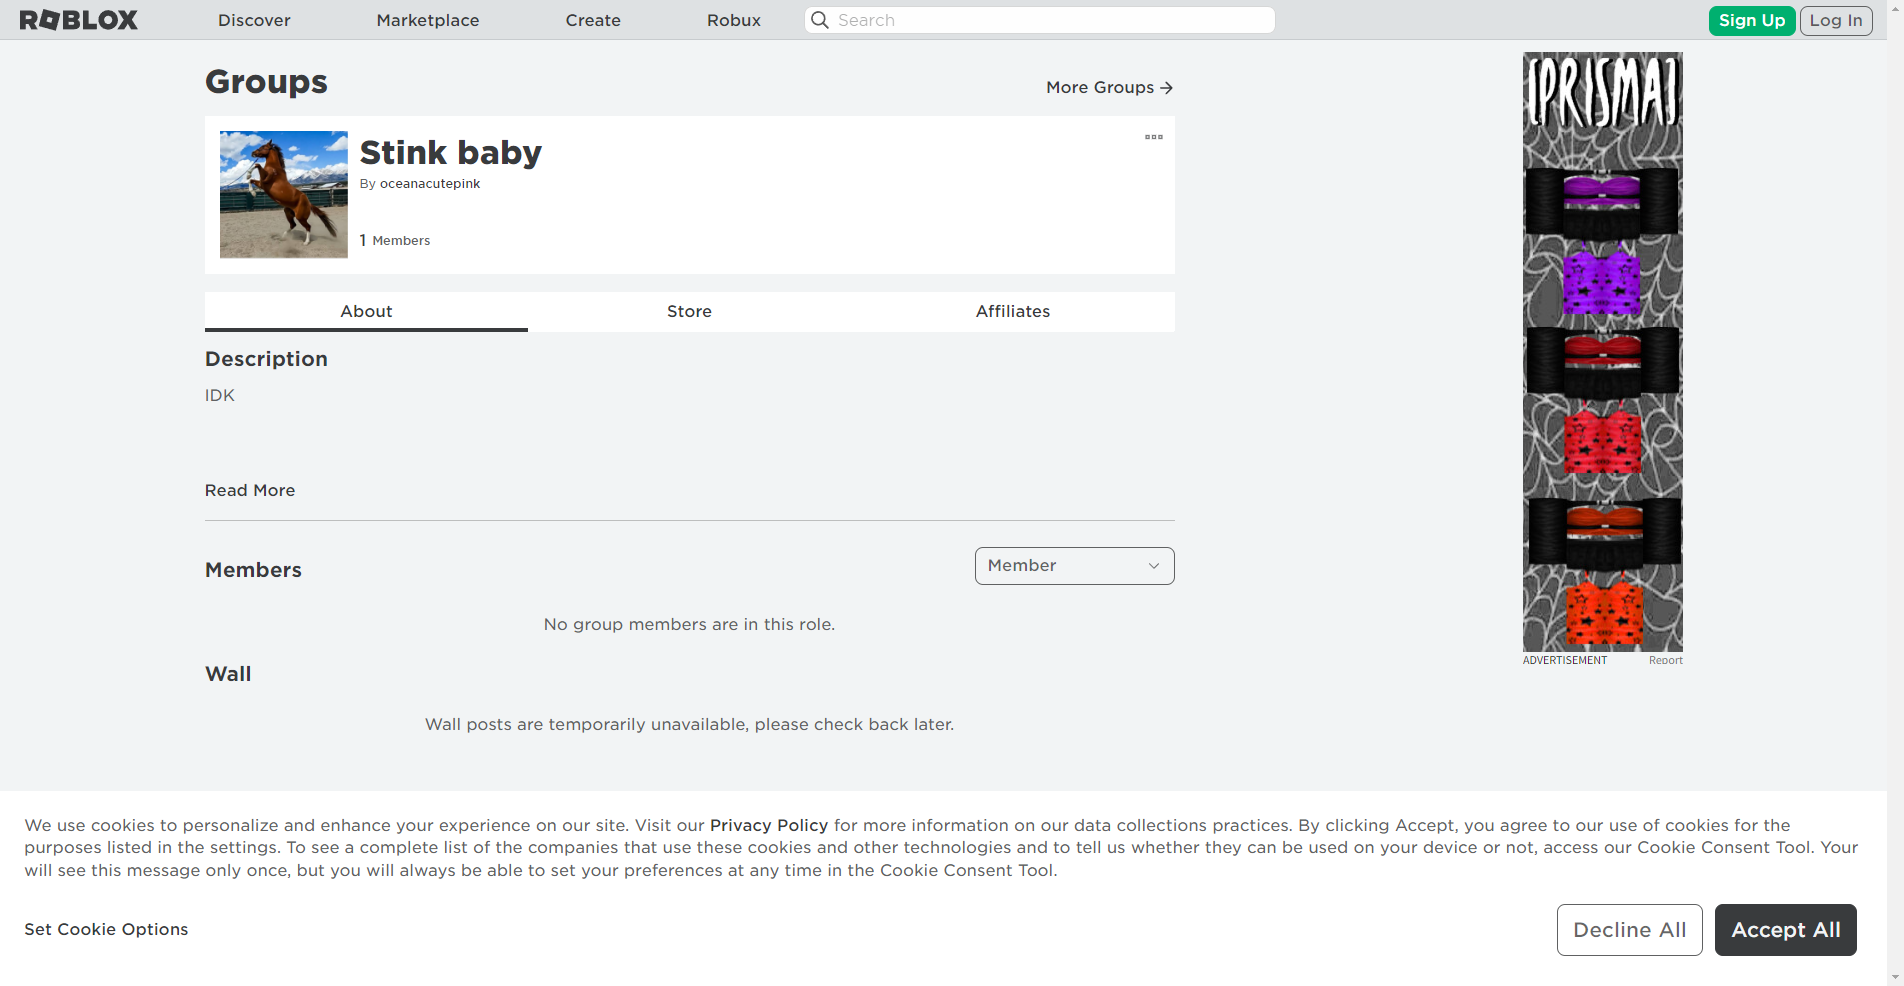 ROBLOX
Discover
Marketplace
Create
Robux
Search
Sign Up
Log In
Groups
More Groups →
Stink baby
By oceanacutepink
1 Members
About
Store
Affiliates
Description
IDK
Read More
Members
Member
No group members are in this role.
Wall
Wall posts are temporarily unavailable, please check back later.
[PRISMA]
ADVERTISEMENT
Report
We use cookies to personalize and enhance your experience on our site. Visit our Privacy Policy for more information on our data collections practices. By clicking Accept, you agree to our use of cookies for the
purposes listed in the settings. To see a complete list of the companies that use these cookies and other technologies and to tell us whether they can be used on your device or not, access our Cookie Consent Tool. Your
will see this message only once, but you will always be able to set your preferences at any time in the Cookie Consent Tool.
Set Cookie Options
Decline All
Accept All